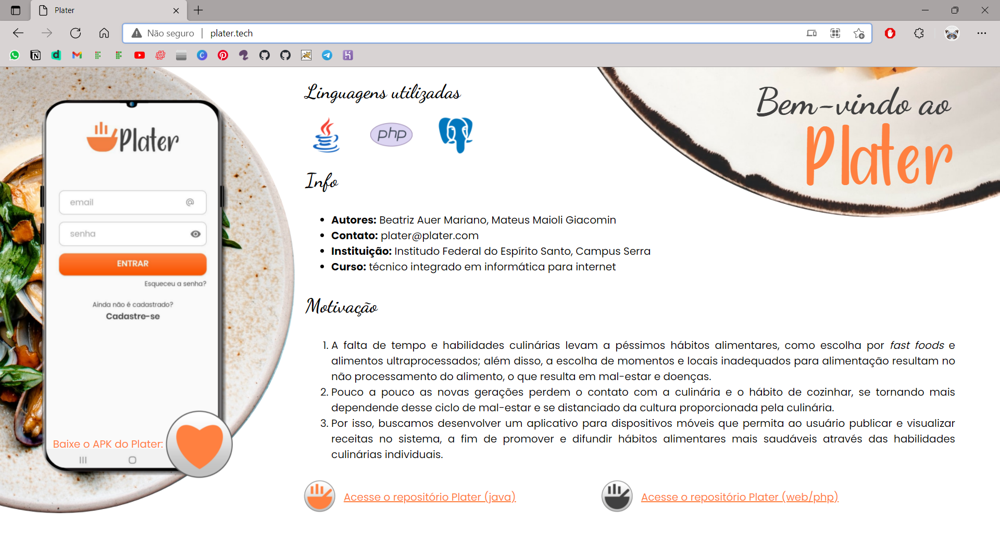 Plater
Não seguro | plater.tech
Linguagens utilizadas
php
Bem-vindo ao
Plater
Plater
email @
senha
ENTRAR
Esqueceu a senha?
Ainda não é cadastrado?
Cadastre-se
Baixe o APK do Plater:
Info
• Autores: Beatriz Auer Mariano, Mateus Maioli Giacomin
• Contato: plater@plater.com
• Instituição: Institudo Federal do Espírito Santo, Campus Serra
• Curso: técnico integrado em informática para internet
Motivação
1. A falta de tempo e habilidades culinárias levam a péssimos hábitos alimentares, como escolha por fast foods e
alimentos ultraprocessados; além disso, a escolha de momentos e locais inadequados para alimentação resultam no
não processamento do alimento, o que resulta em mal-estar e doenças.
2. Pouco a pouco as novas gerações perdem o contato com a culinária e o hábito de cozinhar, se tornando mais
dependende desse ciclo de mal-estar e se distanciado da cultura proporcionada pela culinária.
3. Por isso, buscamos desenvolver um aplicativo para dispositivos móveis que permita ao usuário publicar e visualizar
receitas no sistema, a fim de promover e difundir hábitos alimentares mais saudáveis através das habilidades
culinárias individuais.
Acesse o repositório Plater (java)
Acesse o repositório Plater (web/php)